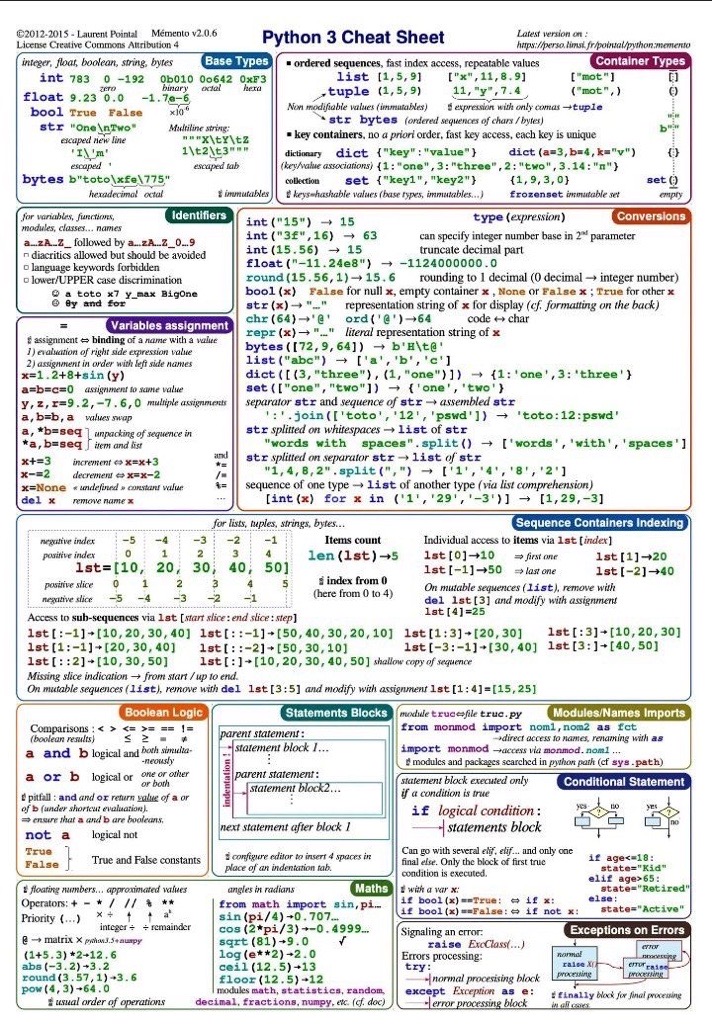 ©2012-2015 - Laurent Pointal Mémento v2.0.6
License Creative Commons Attribution 4
Python 3 Cheat Sheet
Latest version on :
https://perso.limsi.fr/pointal/python:memento
Base Types
integer, float, boolean, string, bytes
int 783 0 -192 0b010 0o642 0xF3
zero binary octal hexa
float 9.23 0.0 -1.7e-6
×10⁻⁶
bool True False
str "One\nTwo"
escaped new line
'I\'m'
escaped '
Multiline string:
"""X\tY\tZ
1\t2\t3"""
escaped tab
bytes b"toto\xfe\775"
hexadecimal octal
☝ immutables
Container Types
▪ ordered sequences, fast index access, repeatable values
list [1,5,9] ["x",11,8.9] ["mot"] []
tuple (1,5,9) 11,"y",7.4 ("mot",) ()
Non modifiable values (immutables) ☝ expression with only comas →tuple
str bytes (ordered sequences of chars / bytes)
""
b""
▪ key containers, no a priori order, fast key access, each key is unique
dictionary dict {"key":"value"} dict(a=3,b=4,k="v") {}
(key/value associations) {1:"one",3:"three",2:"two",3.14:"π"}
collection set {"key1","key2"} {1,9,3,0} set()
☝ keys=hashable values (base types, immutables…) frozenset immutable set empty
Identifiers
for variables, functions,
modules, classes… names
a…zA…Z_ followed by a…zA…Z_0…9
▫ diacritics allowed but should be avoided
▫ language keywords forbidden
▫ lower/UPPER case discrimination
☺ a toto x7 y_max BigOne
☹ 8y and for
= Variables assignment
☝ assignment ⇔ binding of a name with a value
1) evaluation of right side expression value
2) assignment in order with left side names
x=1.2+8+sin(y)
a=b=c=0 assignment to same value
y,z,r=9.2,-7.6,0 multiple assignments
a,b=b,a values swap
a,*b=seq unpacking of sequence in
*a,b=seq item and list
x+=3 increment ⇔ x=x+3
x-=2 decrement ⇔ x=x-2
x=None « undefined » constant value
del x remove name x
and
*=
/=
%=
…
Conversions
type(expression)
int("15") → 15
int("3f",16) → 63 can specify integer number base in 2nd parameter
int(15.56) → 15 truncate decimal part
float("-11.24e8") → -1124000000.0
round(15.56,1)→15.6 rounding to 1 decimal (0 decimal → integer number)
bool(x) False for null x, empty container x , None or False x ; True for other x
str(x)→"…" representation string of x for display (cf. formatting on the back)
chr(64)→'@' ord('@')→64 code ↔ char
repr(x)→"…" literal representation string of x
bytes([72,9,64]) → b'H\t@'
list("abc") → ['a','b','c']
dict([(3,"three"),(1,"one")]) → {1:'one',3:'three'}
set(["one","two"]) → {'one','two'}
separator str and sequence of str → assembled str
':'.join(['toto','12','pswd']) → 'toto:12:pswd'
str splitted on whitespaces → list of str
"words with  spaces".split() → ['words','with','spaces']
str splitted on separator str → list of str
"1,4,8,2".split(",") → ['1','4','8','2']
sequence of one type → list of another type (via list comprehension)
[int(x) for x in ('1','29','-3')] → [1,29,-3]
Sequence Containers Indexing
for lists, tuples, strings, bytes…
negative index -5 -4 -3 -2 -1
positive index 0 1 2 3 4
lst=[10, 20, 30, 40, 50]
positive slice 0 1 2 3 4 5
negative slice -5 -4 -3 -2 -1
Items count
len(lst)→5
☝ index from 0
(here from 0 to 4)
Individual access to items via lst[index]
lst[0]→10 ⇒ first one lst[1]→20
lst[-1]→50 ⇒ last one lst[-2]→40
On mutable sequences (list), remove with
del lst[3] and modify with assignment
lst[4]=25
Access to sub-sequences via lst[start slice:end slice:step]
lst[:-1]→[10,20,30,40] lst[::-1]→[50,40,30,20,10] lst[1:3]→[20,30] lst[:3]→[10,20,30]
lst[1:-1]→[20,30,40] lst[::-2]→[50,30,10] lst[-3:-1]→[30,40] lst[3:]→[40,50]
lst[::2]→[10,30,50] lst[:]→[10,20,30,40,50] shallow copy of sequence
Missing slice indication → from start / up to end.
On mutable sequences (list), remove with del lst[3:5] and modify with assignment lst[1:4]=[15,25]
Boolean Logic
Comparisons : < > <= >= == !=
(boolean results) ≤ ≥ = ≠
a and b logical and both simulta-
-neously
a or b logical or one or other
or both
☝ pitfall : and and or return value of a or
of b (under shortcut evaluation).
⇒ ensure that a and b are booleans.
not a logical not
True
False
True and False constants
Statements Blocks
parent statement :
statement block 1…
⋮
parent statement :
statement block2…
⋮
next statement after block 1
indentation !
☝ configure editor to insert 4 spaces in
place of an indentation tab.
Modules/Names Imports
module truc⇔file truc.py
from monmod import nom1,nom2 as fct
→direct access to names, renaming with as
import monmod →access via monmod.nom1 …
☝ modules and packages searched in python path (cf sys.path)
Conditional Statement
statement block executed only
if a condition is true
if logical condition :
statements block
yes ? no
yes ? no
Can go with several elif, elif... and only one
final else. Only the block of first true
condition is executed.
☝ with a var x:
if bool(x)==True: ⇔ if x:
if bool(x)==False: ⇔ if not x:
if age<=18:
state="Kid"
elif age>65:
state="Retired"
else:
state="Active"
Maths
☝ floating numbers… approximated values
angles in radians
Operators: + - * / // % **
Priority (…) × ÷ aᵇ
integer ÷ ÷ remainder
@ → matrix × python3.5+numpy
(1+5.3)*2→12.6
abs(-3.2)→3.2
round(3.57,1)→3.6
pow(4,3)→64.0
☝ usual order of operations
from math import sin,pi…
sin(pi/4)→0.707…
cos(2*pi/3)→-0.4999…
sqrt(81)→9.0 √
log(e**2)→2.0
ceil(12.5)→13
floor(12.5)→12
modules math, statistics, random,
decimal, fractions, numpy, etc. (cf. doc)
Exceptions on Errors
Signaling an error:
raise ExcClass(…)
Errors processing:
try:
normal procesising block
except Exception as e:
error processing block
normal
raise X()
processing
error
processing
error raise
processing
☝ finally block for final processing
in all cases.